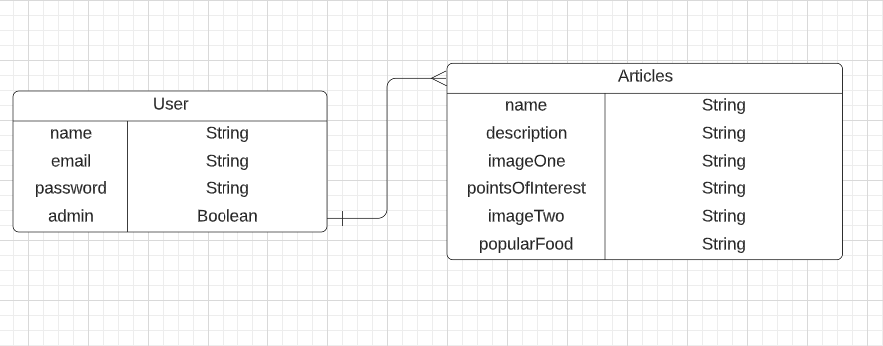 User
name String
email String
password String
admin Boolean
Articles
name String
description String
imageOne String
pointsOfInterest String
imageTwo String
popularFood String